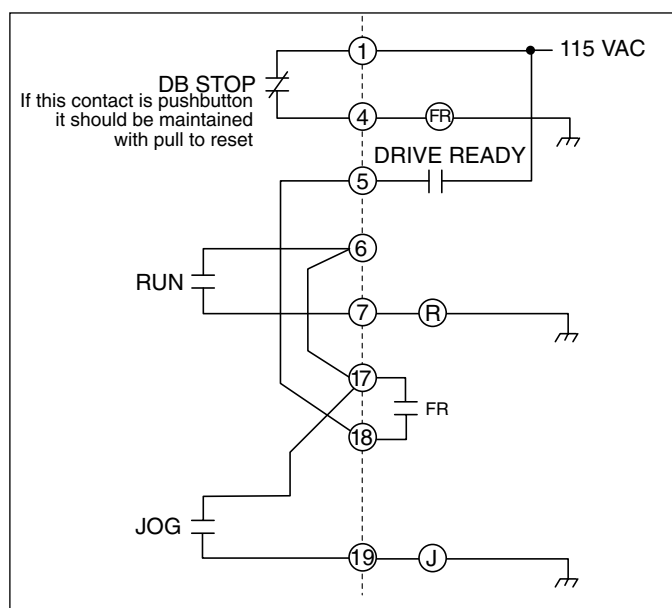 1
115 VAC
DB STOP
If this contact is pushbutton
it should be maintained
with pull to reset
4
FR
DRIVE READY
5
6
RUN
7
R
17
FR
18
JOG
19
J